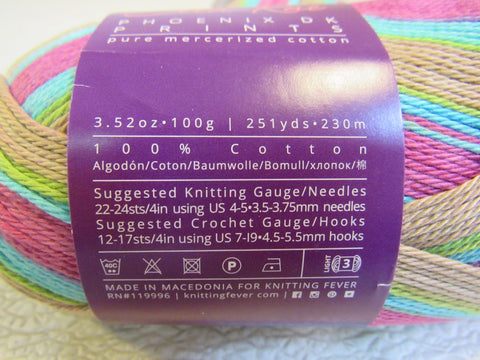 PHOENIX DK
PRINTS
pure mercerized cotton
3.52oz•100g | 251yds•230m
100% Cotton
Algodón/Coton/Baumwolle/Bomull/хлопок/棉
Suggested Knitting Gauge/Needles
22-24sts/4in using US 4-5•3.5-3.75mm needles
Suggested Crochet Gauge/Hooks
12-17sts/4in using US 7-I9•4.5-5.5mm hooks
40C P LIGHT 3
MADE IN MACEDONIA FOR KNITTING FEVER
RN#119996 | knittingfever.com |